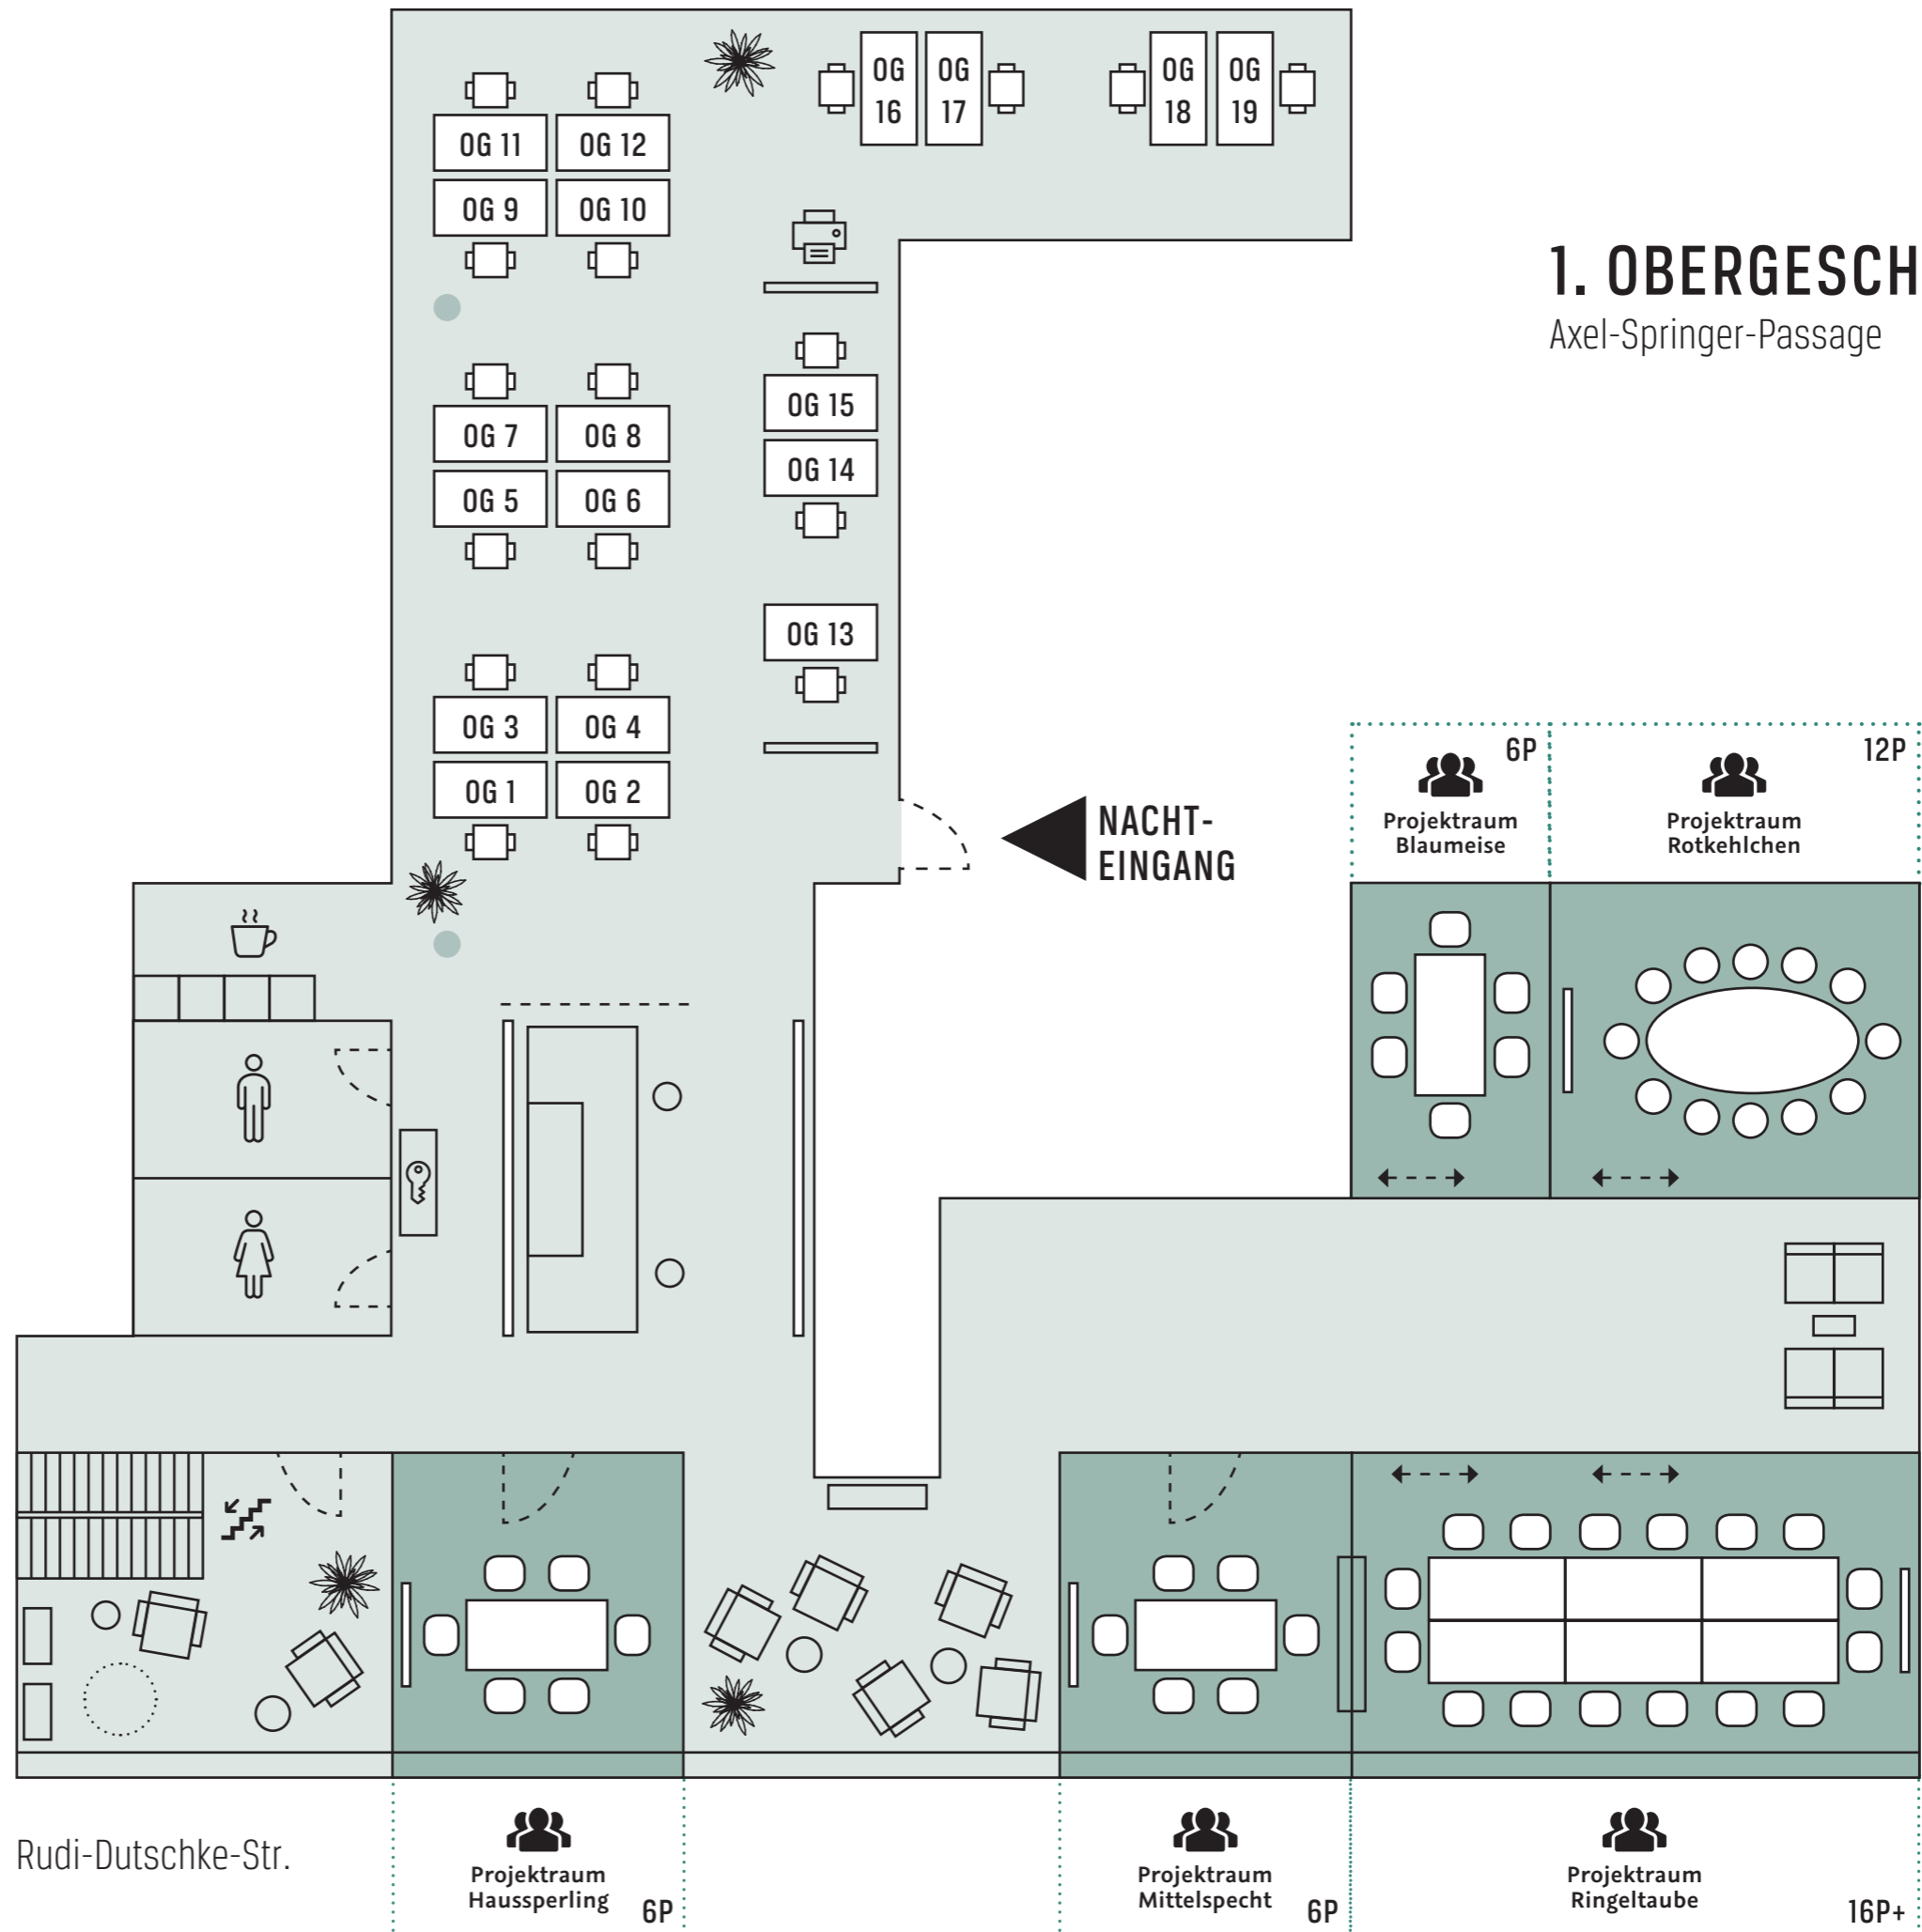 OG 16
OG 17
OG 18
OG 19
OG 11
OG 12
OG 9
OG 10
1. OBERGESCH
Axel-Springer-Passage
OG 7
OG 8
OG 15
OG 5
OG 6
OG 14
OG 13
OG 3
OG 4
OG 1
OG 2
NACHT-
EINGANG
6P
Projektraum
Blaumeise
12P
Projektraum
Rotkehlchen
Rudi-Dutschke-Str.
Projektraum
Haussperling
6P
Projektraum
Mittelspecht
6P
Projektraum
Ringeltaube
16P+